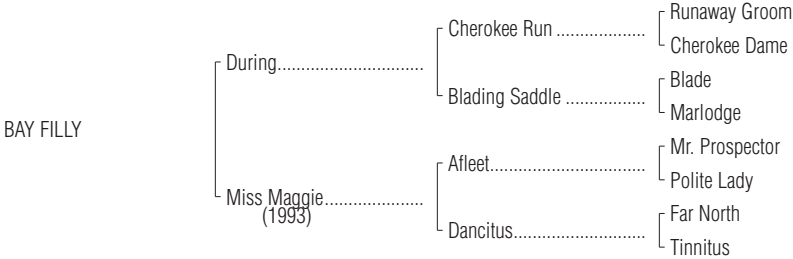 Runaway Groom
Cherokee Run ...................
Cherokee Dame
During...............................
Blade
Blading Saddle .................
Marlodge
BAY FILLY
Mr. Prospector
Afleet.................................
Polite Lady
Miss Maggie.....................
(1993)
Far North
Dancitus............................
Tinnitus